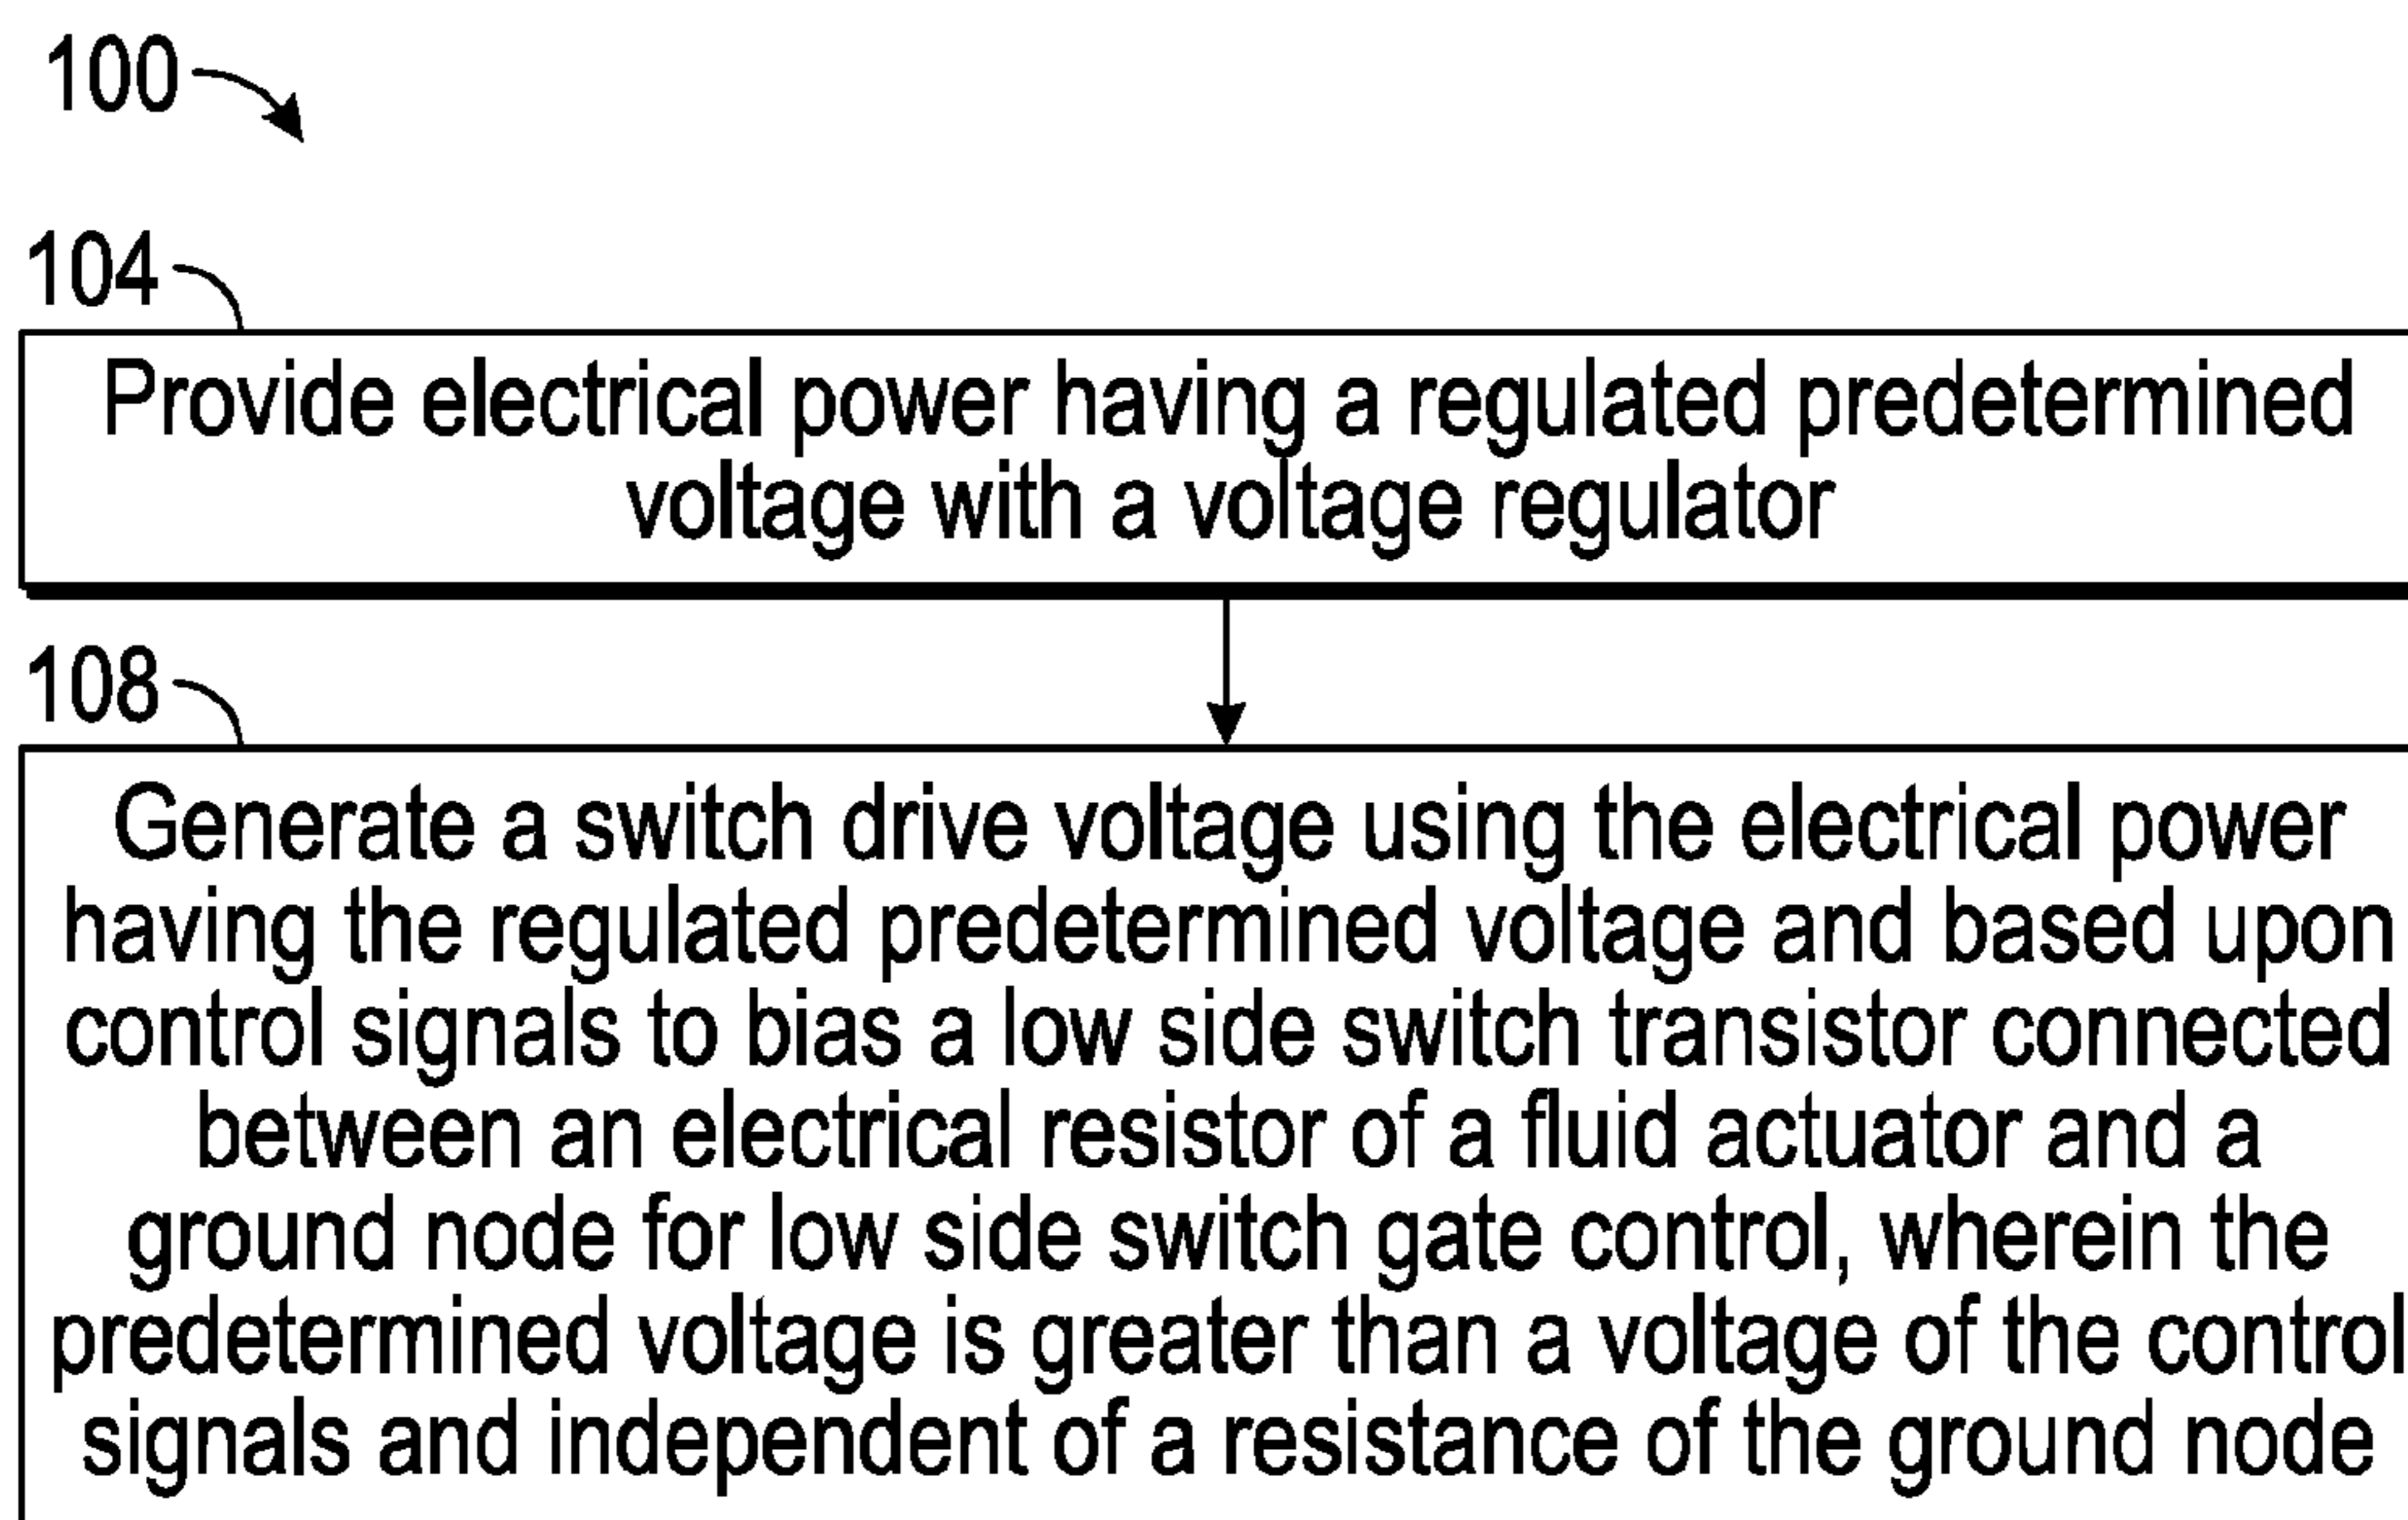 100
104
Provide electrical power having a regulated predetermined
voltage with a voltage regulator
108
Generate a switch drive voltage using the electrical power
having the regulated predetermined voltage and based upon
control signals to bias a low side switch transistor connected
between an electrical resistor of a fluid actuator and a
ground node for low side switch gate control, wherein the
predetermined voltage is greater than a voltage of the control
signals and independent of a resistance of the ground node